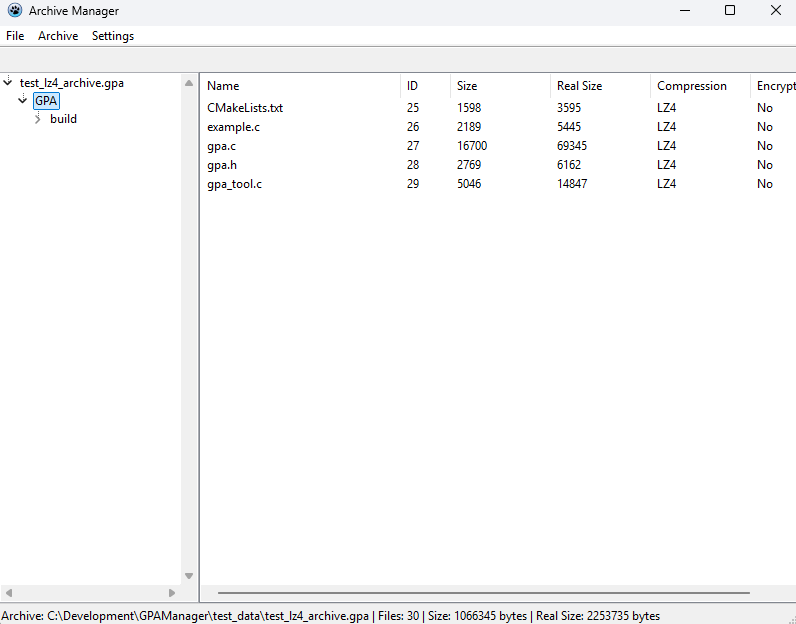 Archive Manager
File Archive Settings
test_lz4_archive.gpa
GPA
build
Name ID Size Real Size Compression Encrypt
CMakeLists.txt 25 1598 3595 LZ4 No
example.c 26 2189 5445 LZ4 No
gpa.c 27 16700 69345 LZ4 No
gpa.h 28 2769 6162 LZ4 No
gpa_tool.c 29 5046 14847 LZ4 No
Archive: C:\Development\GPAManager\test_data\test_lz4_archive.gpa | Files: 30 | Size: 1066345 bytes | Real Size: 2253735 bytes